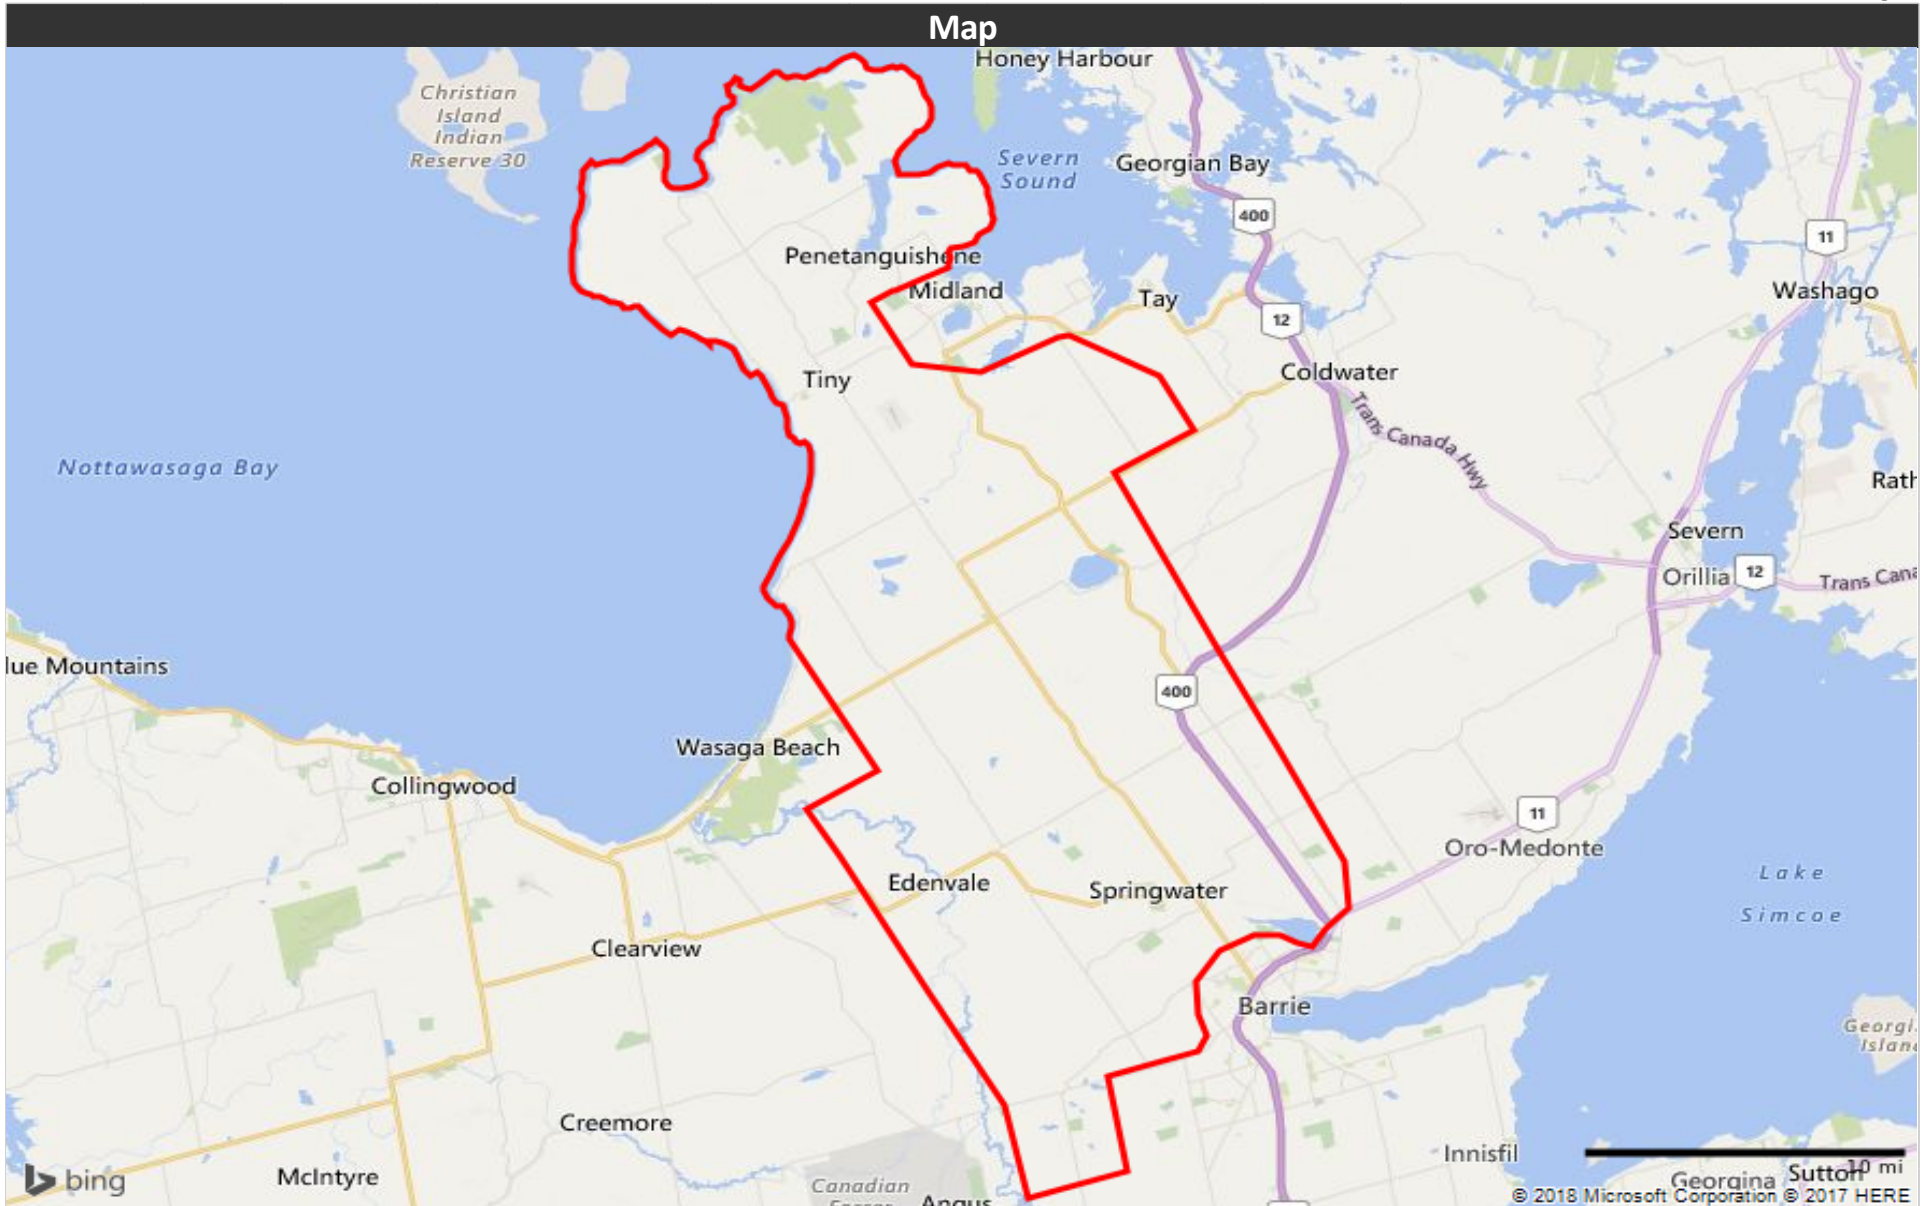 Map
Honey Harbour
Christian
Island
Indian
Reserve 30
Severn
Sound
Georgian Bay
400
11
Penetanguishene
Midland
Tay
Washago
12
Tiny
Coldwater
Trans Canada Hwy
Nottawasaga Bay
Rath
Severn
Orillia
12
Trans Cana
lue Mountains
400
Wasaga Beach
Collingwood
11
Oro-Medonte
Edenvale
Springwater
Lake
Simcoe
Clearview
Barrie
Georgi
Islan
Creemore
Innisfil
McIntyre
bing
Canadian
Angus
10 mi
Georgina
Sutton
© 2018 Microsoft Corporation © 2017 HERE